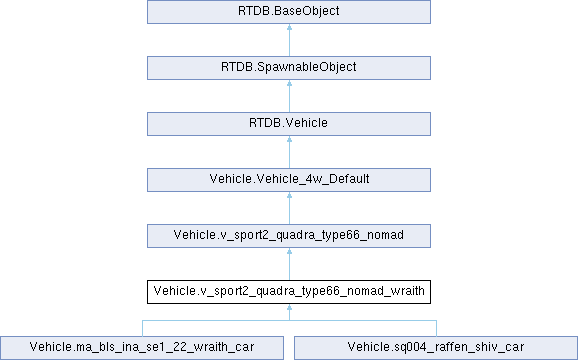 RTDB.BaseObject
RTDB.SpawnableObject
RTDB.Vehicle
Vehicle.Vehicle_4w_Default
Vehicle.v_sport2_quadra_type66_nomad
Vehicle.v_sport2_quadra_type66_nomad_wraith
Vehicle.ma_bls_ina_se1_22_wraith_car
Vehicle.sq004_raffen_shiv_car